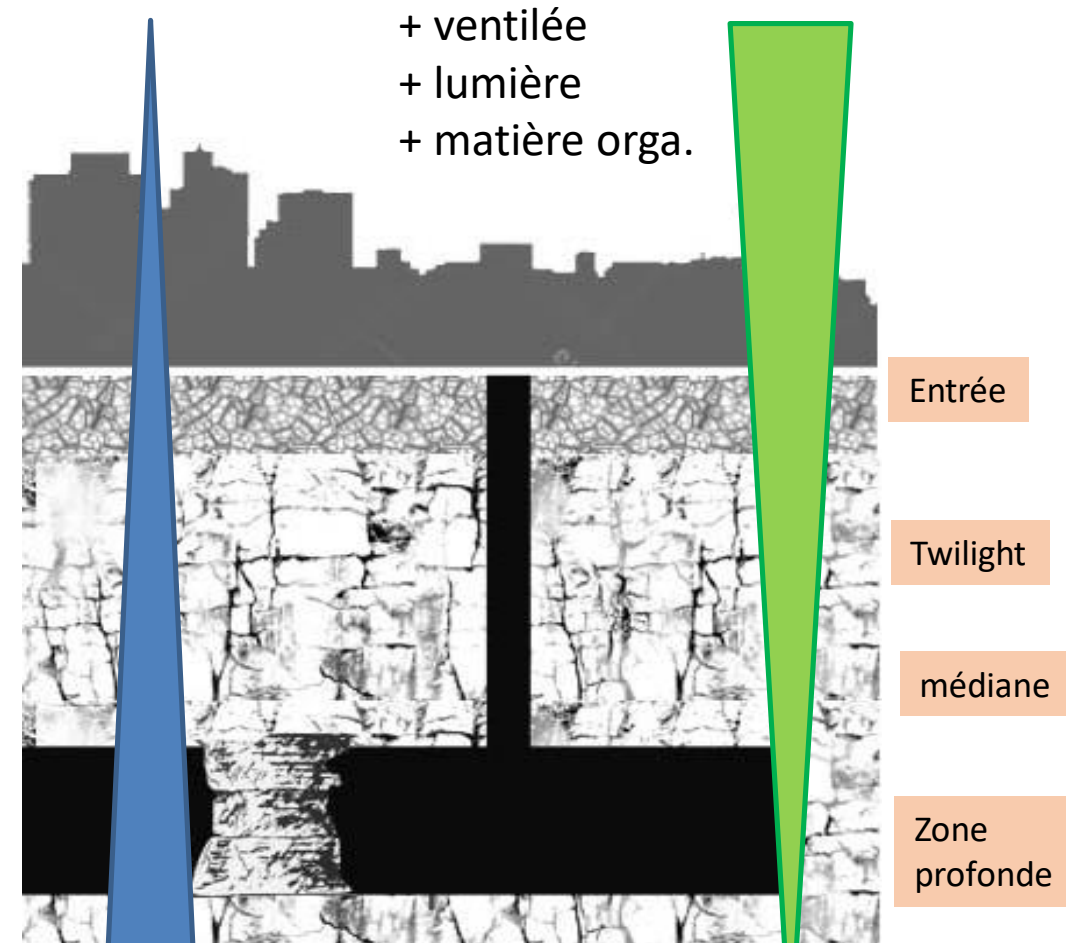 + ventilée
+ lumière
+ matière orga.
Entrée
Twilight
médiane
Zone
profonde